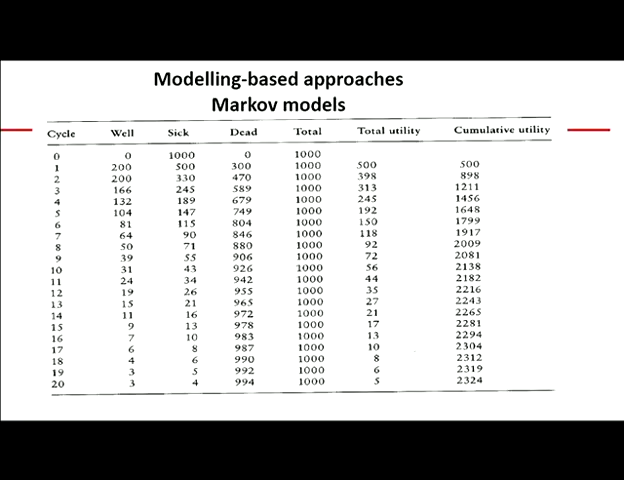 Modelling-based approaches
Markov models
Cycle Well Sick Dead Total Total utility Cumulative utility
0 0 1000 0 1000
1 200 500 300 1000 500 500
2 200 330 470 1000 398 898
3 166 245 589 1000 313 1211
4 132 189 679 1000 245 1456
5 104 147 749 1000 192 1648
6 81 115 804 1000 150 1799
7 64 90 846 1000 118 1917
8 50 71 880 1000 92 2009
9 39 55 906 1000 72 2081
10 31 43 926 1000 56 2138
11 24 34 942 1000 44 2182
12 19 26 955 1000 35 2216
13 15 21 965 1000 27 2243
14 11 16 972 1000 21 2265
15 9 13 978 1000 17 2281
16 7 10 983 1000 13 2294
17 6 8 987 1000 10 2304
18 4 6 990 1000 8 2312
19 3 5 992 1000 6 2319
20 3 4 994 1000 5 2324